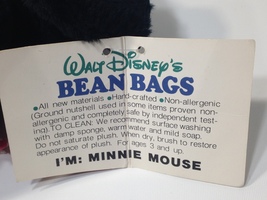 WALT DISNEY'S
BEAN BAGS
•All new materials •Hand-crafted •Non-allergenic
(Ground nutshell used in some items proven non-
allergenic and completely safe by independent test-
ing). TO CLEAN: We recommend surface washing
with damp sponge, warm water and mild soap.
Do not saturate plush. When dry, brush to restore
appearance of plush. For ages 3 and up.
I'M: MINNIE MOUSE